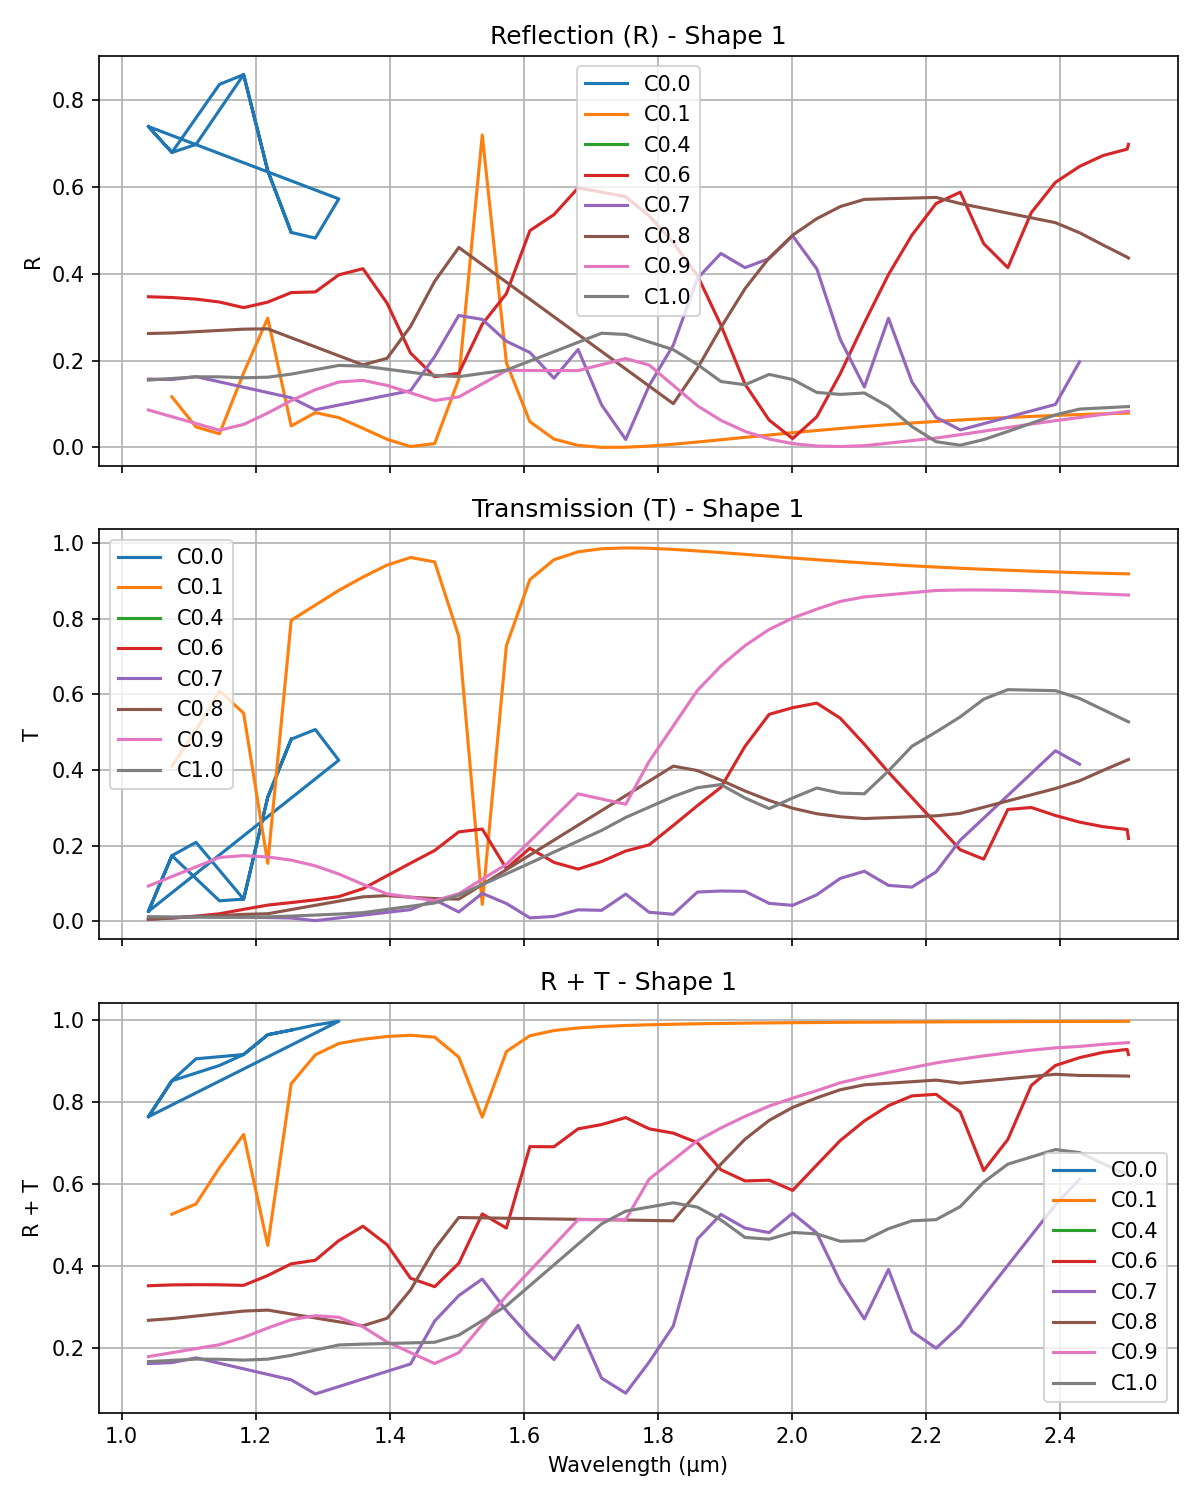 Reflection (R) - Shape 1
0.8
0.6
0.4
0.2
0.0
R
C0.0
C0.1
C0.4
C0.6
C0.7
C0.8
C0.9
C1.0
Transmission (T) - Shape 1
1.0
0.8
0.6
0.4
0.2
0.0
T
C0.0
C0.1
C0.4
C0.6
C0.7
C0.8
C0.9
C1.0
R + T - Shape 1
1.0
0.8
0.6
0.4
0.2
R + T
C0.0
C0.1
C0.4
C0.6
C0.7
C0.8
C0.9
C1.0
1.0 1.2 1.4 1.6 1.8 2.0 2.2 2.4
Wavelength (μm)